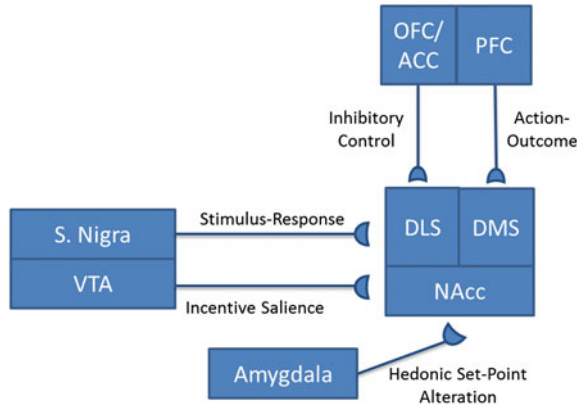 OFC/
ACC
PFC
Inhibitory
Control
Action-
Outcome
S. Nigra
VTA
Stimulus-Response
Incentive Salience
DLS
DMS
NAcc
Amygdala
Hedonic Set-Point
Alteration